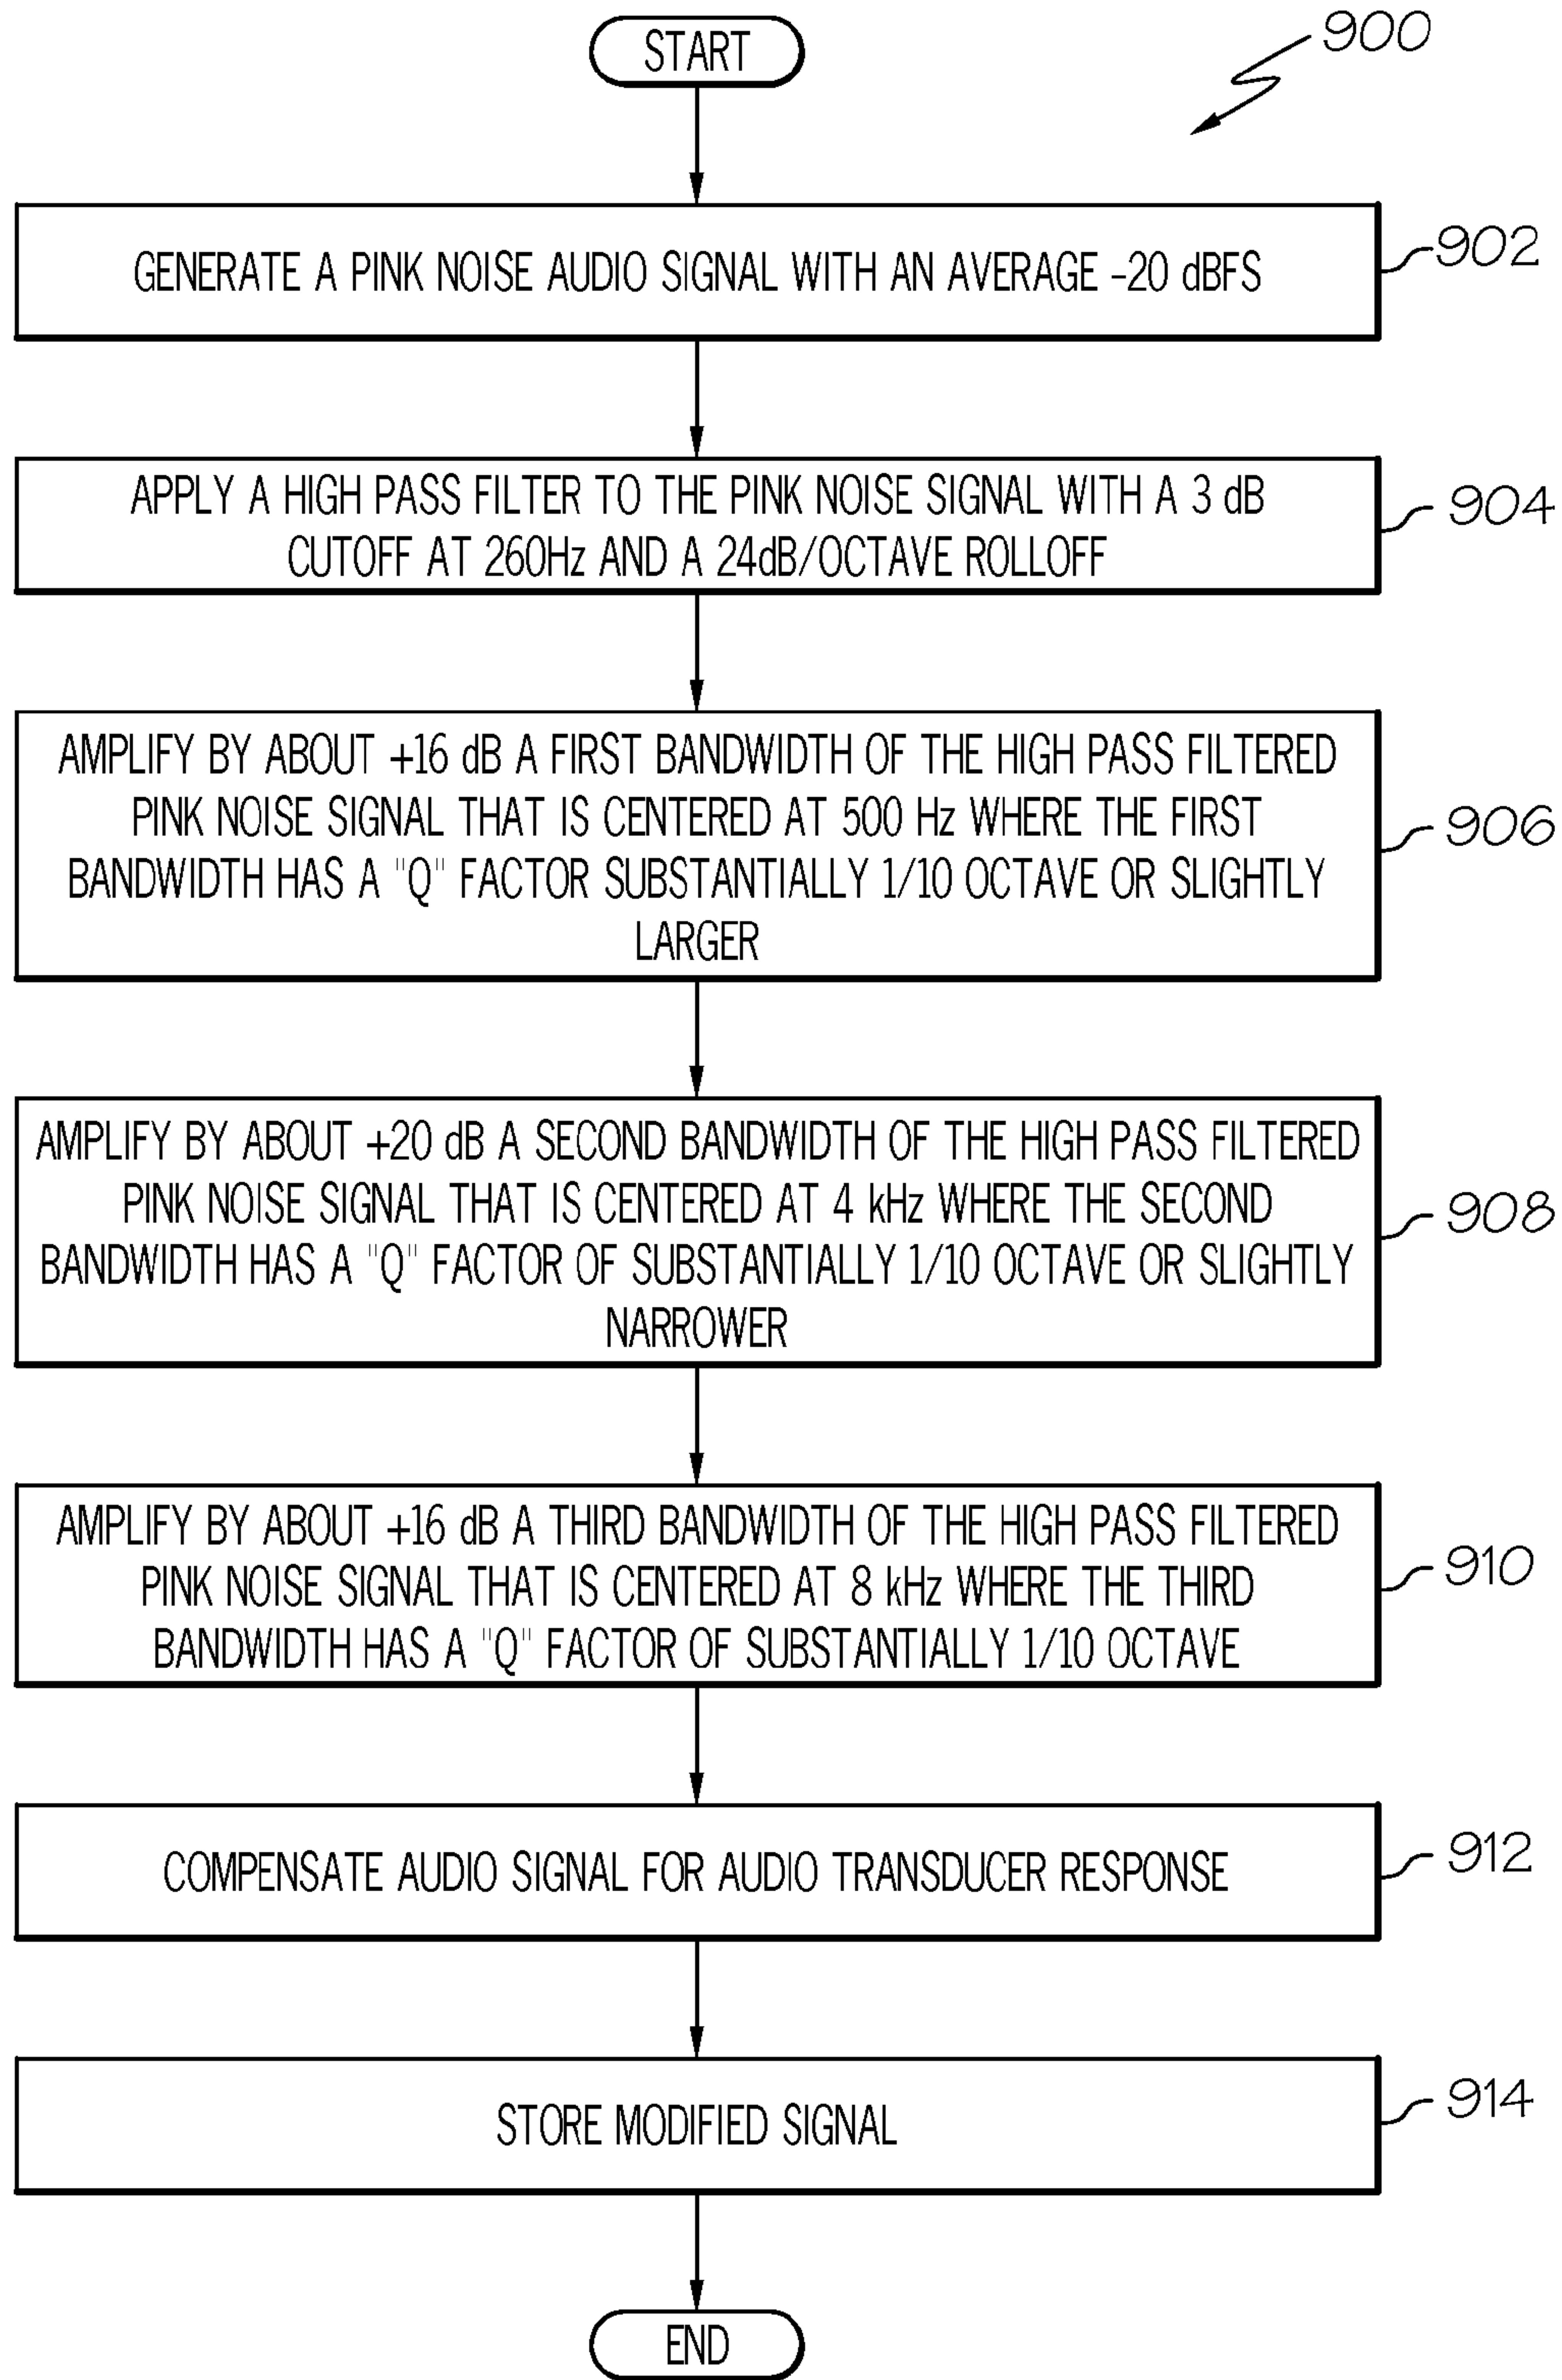 START
900
GENERATE A PINK NOISE AUDIO SIGNAL WITH AN AVERAGE -20 dBFS
902
APPLY A HIGH PASS FILTER TO THE PINK NOISE SIGNAL WITH A 3 dB
CUTOFF AT 260Hz AND A 24dB/OCTAVE ROLLOFF
904
AMPLIFY BY ABOUT +16 dB A FIRST BANDWIDTH OF THE HIGH PASS FILTERED
PINK NOISE SIGNAL THAT IS CENTERED AT 500 Hz WHERE THE FIRST
BANDWIDTH HAS A "Q" FACTOR SUBSTANTIALLY 1/10 OCTAVE OR SLIGHTLY
LARGER
906
AMPLIFY BY ABOUT +20 dB A SECOND BANDWIDTH OF THE HIGH PASS FILTERED
PINK NOISE SIGNAL THAT IS CENTERED AT 4 kHz WHERE THE SECOND
BANDWIDTH HAS A "Q" FACTOR OF SUBSTANTIALLY 1/10 OCTAVE OR SLIGHTLY
NARROWER
908
AMPLIFY BY ABOUT +16 dB A THIRD BANDWIDTH OF THE HIGH PASS FILTERED
PINK NOISE SIGNAL THAT IS CENTERED AT 8 kHz WHERE THE THIRD
BANDWIDTH HAS A "Q" FACTOR OF SUBSTANTIALLY 1/10 OCTAVE
910
COMPENSATE AUDIO SIGNAL FOR AUDIO TRANSDUCER RESPONSE
912
STORE MODIFIED SIGNAL
914
END